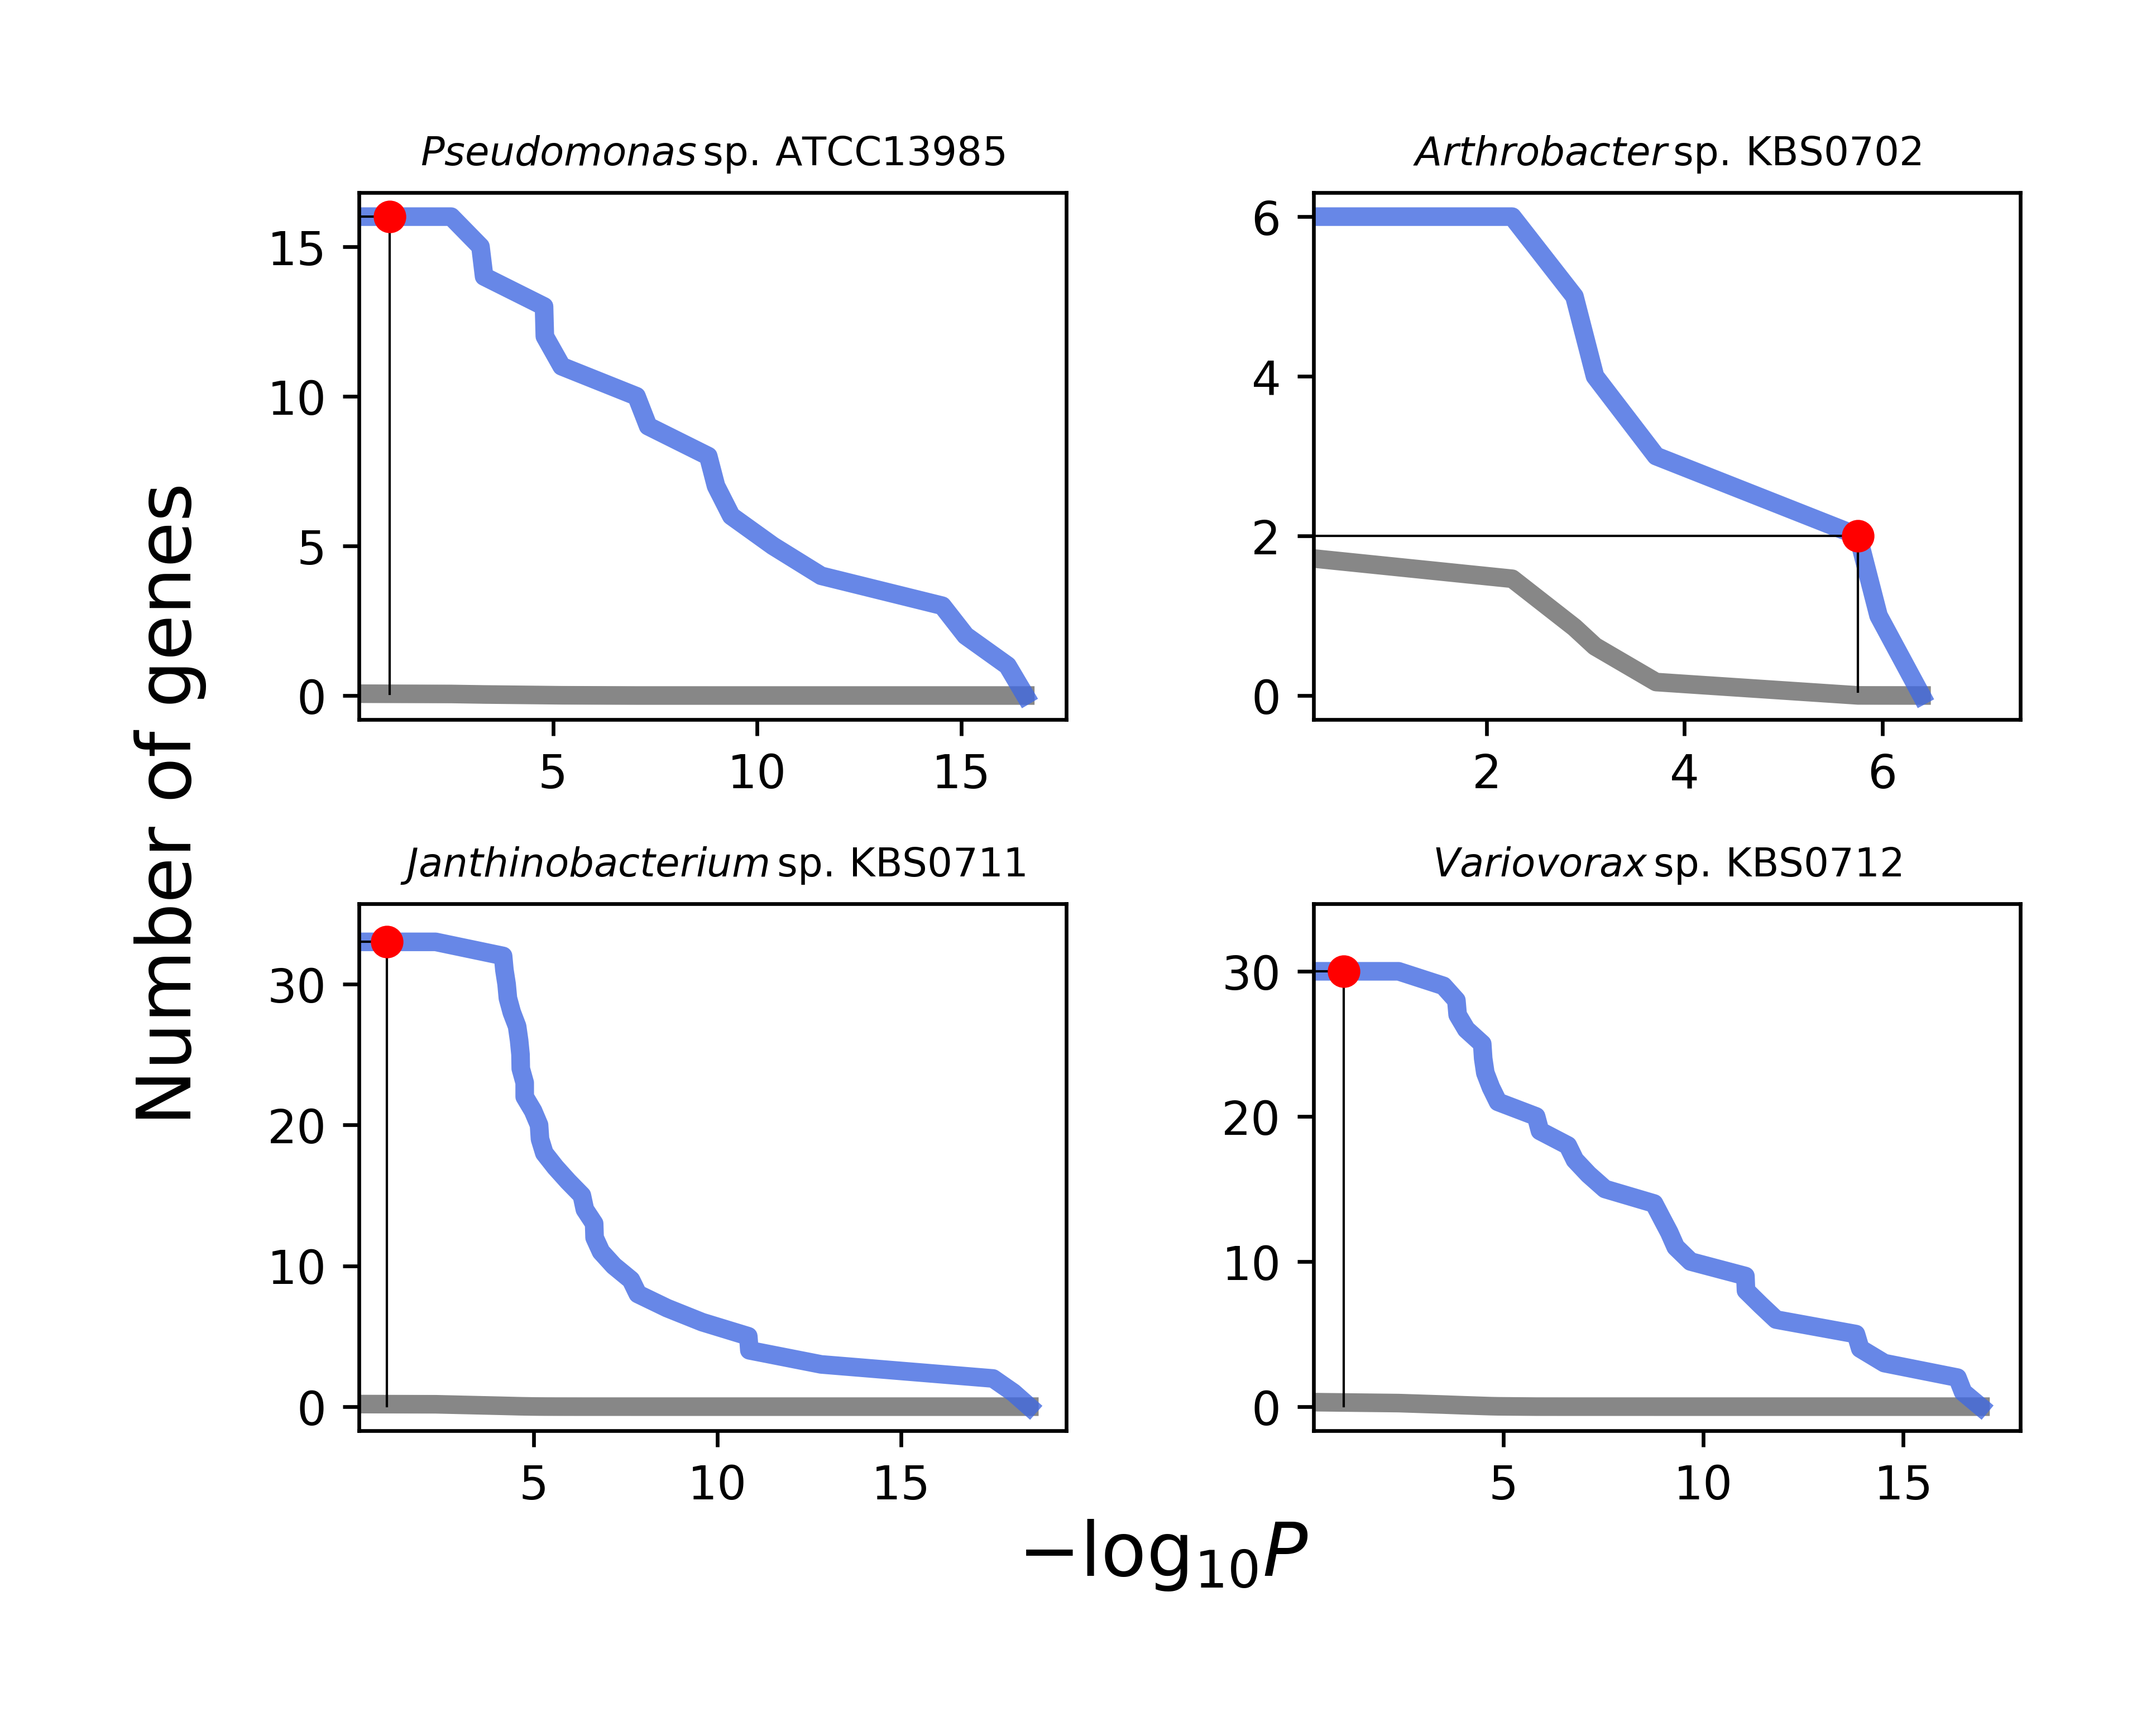 Pseudomonas sp. ATCC13985
15
10
5
0
5 10 15
Arthrobacter sp. KBS0702
6
4
2
0
2 4 6
Number of genes
Janthinobacterium sp. KBS0711
30
20
10
0
5 10 15
Variovorax sp. KBS0712
30
20
10
0
5 10 15
−log₁₀P